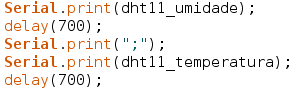 Serial.print(dht11_umidade);
delay(700);
Serial.print(";");
Serial.print(dht11_temperatura);
delay(700);